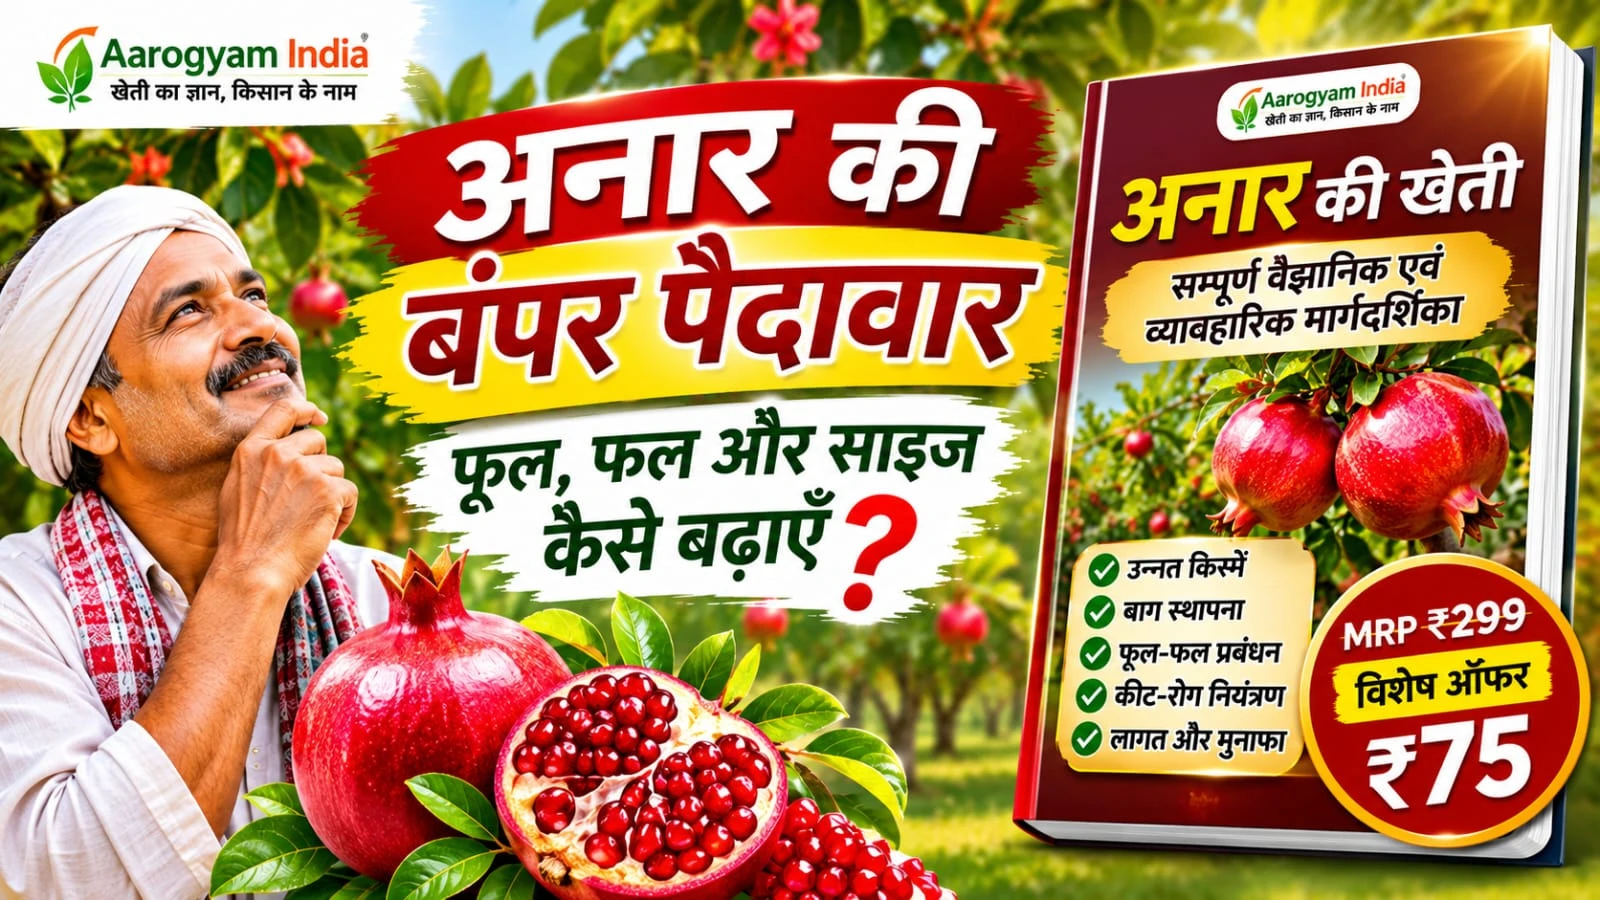 Aarogyam India
खेती का ज्ञान, किसान के नाम
अनार की
बंपर पैदावार
फूल, फल और साइज
कैसे बढ़ाएँ?
Aarogyam India
खेती का ज्ञान, किसान के नाम
अनार की खेती
सम्पूर्ण वैज्ञानिक एवं
व्याबहारिक मार्गदर्शिका
उन्नत किस्में
बाग स्थापना
फूल-फल प्रबंधन
कीट-रोग नियंत्रण
लागत और मुनाफा
MRP ₹299
विशेष ऑफर
₹75